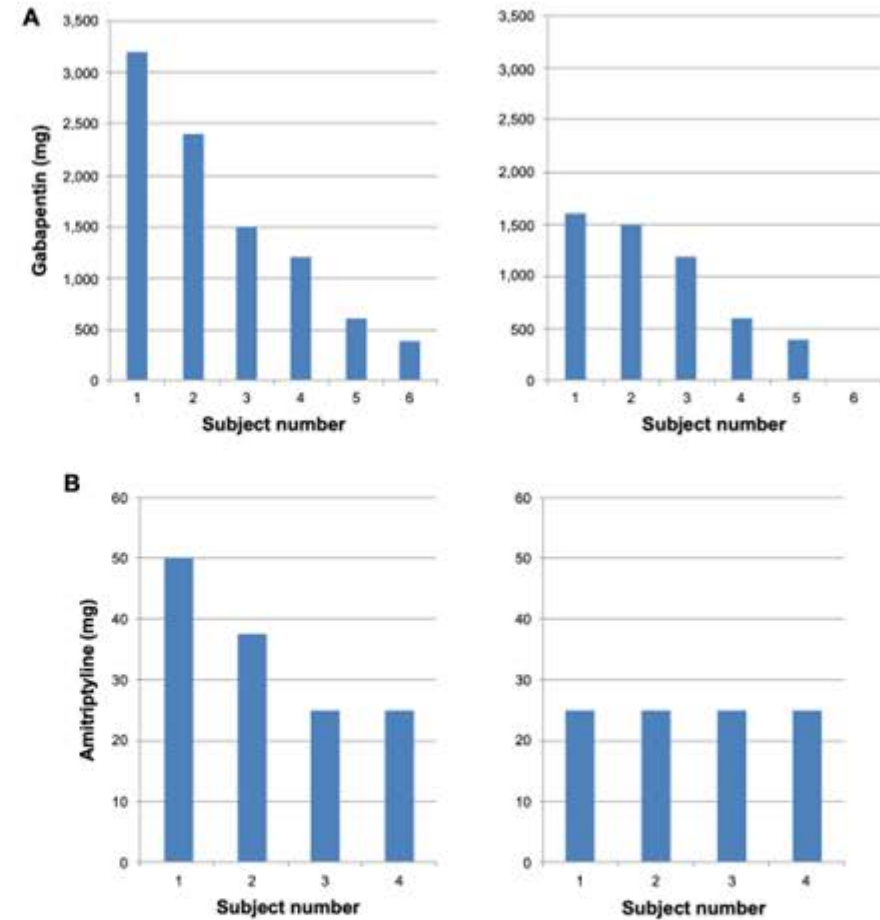 A
Gabapentin (mg)
3,500
3,000
2,500
2,000
1,500
1,000
500
0
1 2 3 4 5 6
Subject number
3,500
3,000
2,500
2,000
1,500
1,000
500
0
1 2 3 4 5 6
Subject number
B
Amitriptyline (mg)
60
50
40
30
20
10
0
1 2 3 4
Subject number
60
50
40
30
20
10
0
1 2 3 4
Subject number